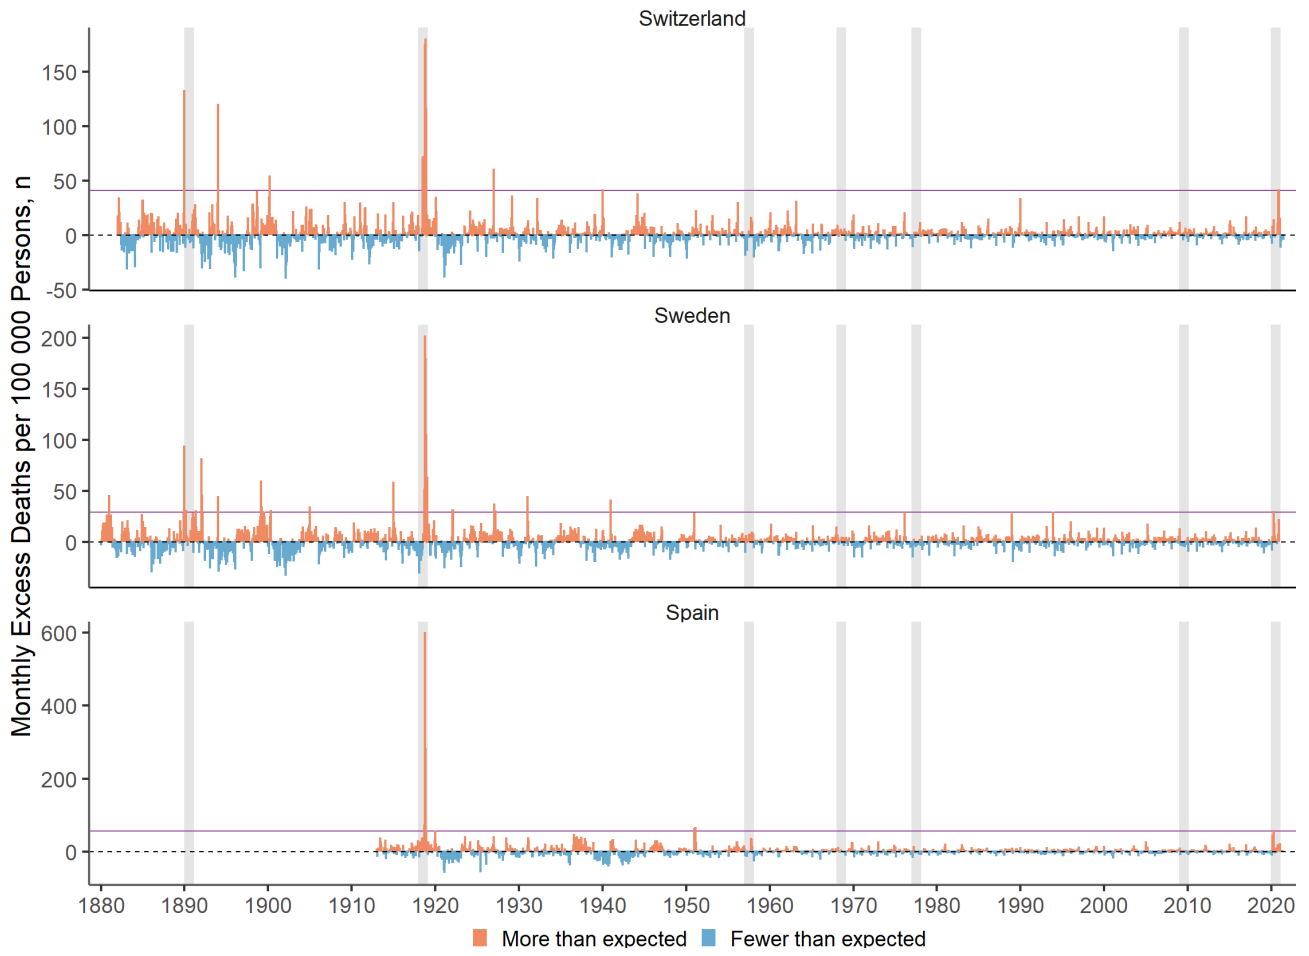 Switzerland
150
100
50
0
-50
Sweden
200
150
100
50
0
Spain
600
400
200
0
Monthly Excess Deaths per 100 000 Persons, n
1880 1890 1900 1910 1920 1930 1940 1950 1960 1970 1980 1990 2000 2010 2020
More than expected Fewer than expected